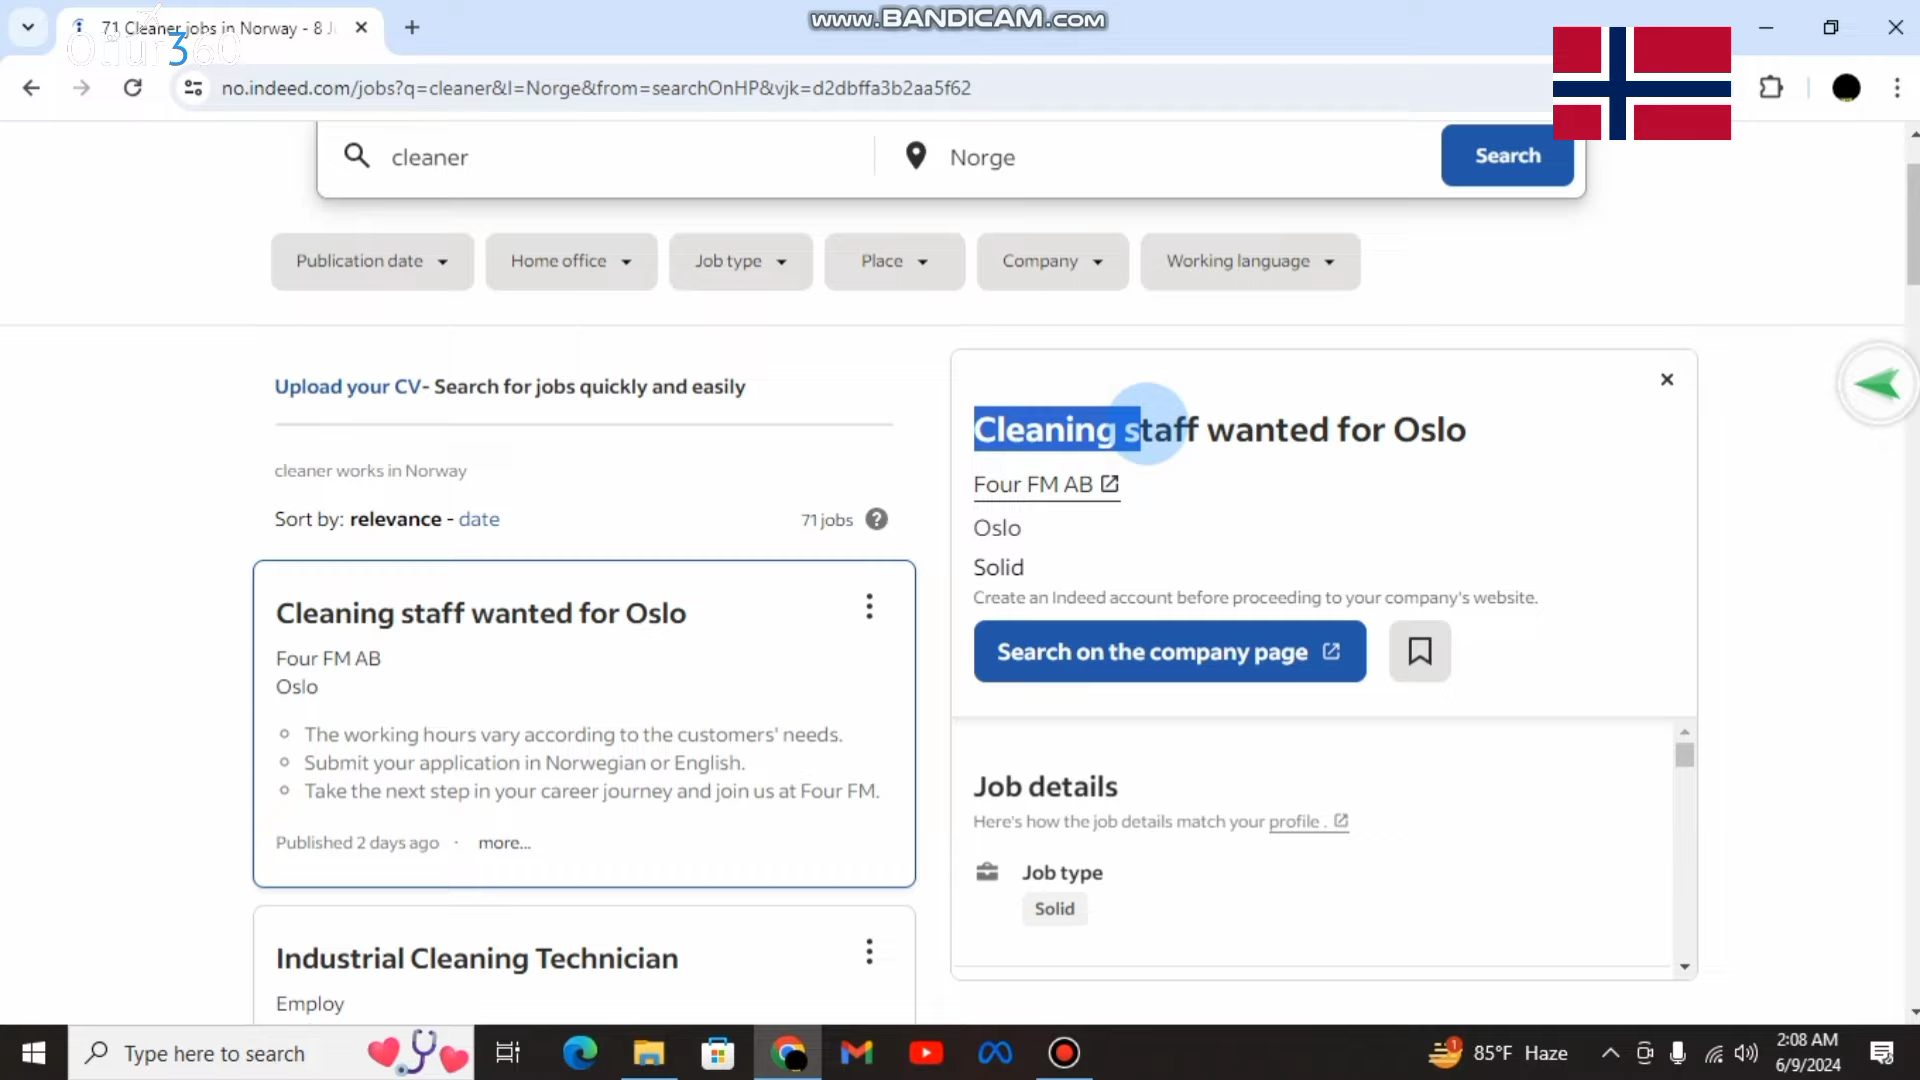 www.BANDICAM.com
71 Cleaner jobs in Norway - 8 J
360
no.indeed.com/jobs?q=cleaner&l=Norge&from=searchOnHP&vjk=d2dbffa3b2aa5f62
cleaner
Norge
Search
Publication date
Home office
Job type
Place
Company
Working language
Upload your CV- Search for jobs quickly and easily
cleaner works in Norway
Sort by: relevance - date
71 jobs
Cleaning staff wanted for Oslo
Four FM AB
Oslo
The working hours vary according to the customers' needs.
Submit your application in Norwegian or English.
Take the next step in your career journey and join us at Four FM.
Published 2 days ago · more...
Industrial Cleaning Technician
Employ
Cleaning staff wanted for Oslo
Four FM AB
Oslo
Solid
Create an Indeed account before proceeding to your company's website.
Search on the company page
Job details
Here's how the job details match your profile .
Job type
Solid
Type here to search
1
85°F Haze
2:08 AM
6/9/2024